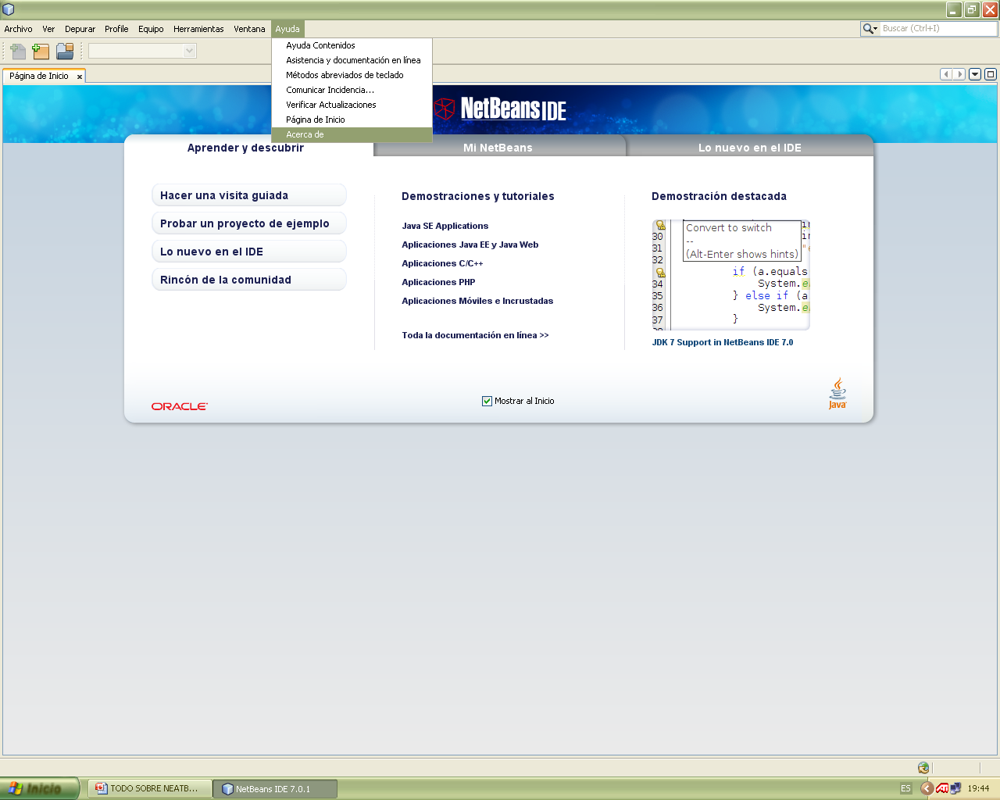 Archivo Ver Depurar Profile Equipo Herramientas Ventana Ayuda
Buscar (Ctrl+I)
Ayuda Contenidos
Asistencia y documentación en línea
Métodos abreviados de teclado
Comunicar Incidencia...
Verificar Actualizaciones
Página de Inicio
Acerca de
Página de Inicio
NetBeans IDE
Aprender y descubrir
Mi NetBeans
Lo nuevo en el IDE
Hacer una visita guiada
Probar un proyecto de ejemplo
Lo nuevo en el IDE
Rincón de la comunidad
Demostraciones y tutoriales
Java SE Applications
Aplicaciones Java EE y Java Web
Aplicaciones C/C++
Aplicaciones PHP
Aplicaciones Móviles e Incrustadas
Toda la documentación en línea >>
Demostración destacada
Convert to switch
--
(Alt-Enter shows hints)
30
31
32
if (a.equals
34 System.
35 } else if (a
36 System.
37 }
JDK 7 Support in NetBeans IDE 7.0
ORACLE
Mostrar al Inicio
Java
Inicio
TODO SOBRE NEATB...
NetBeans IDE 7.0.1
ES
19:44